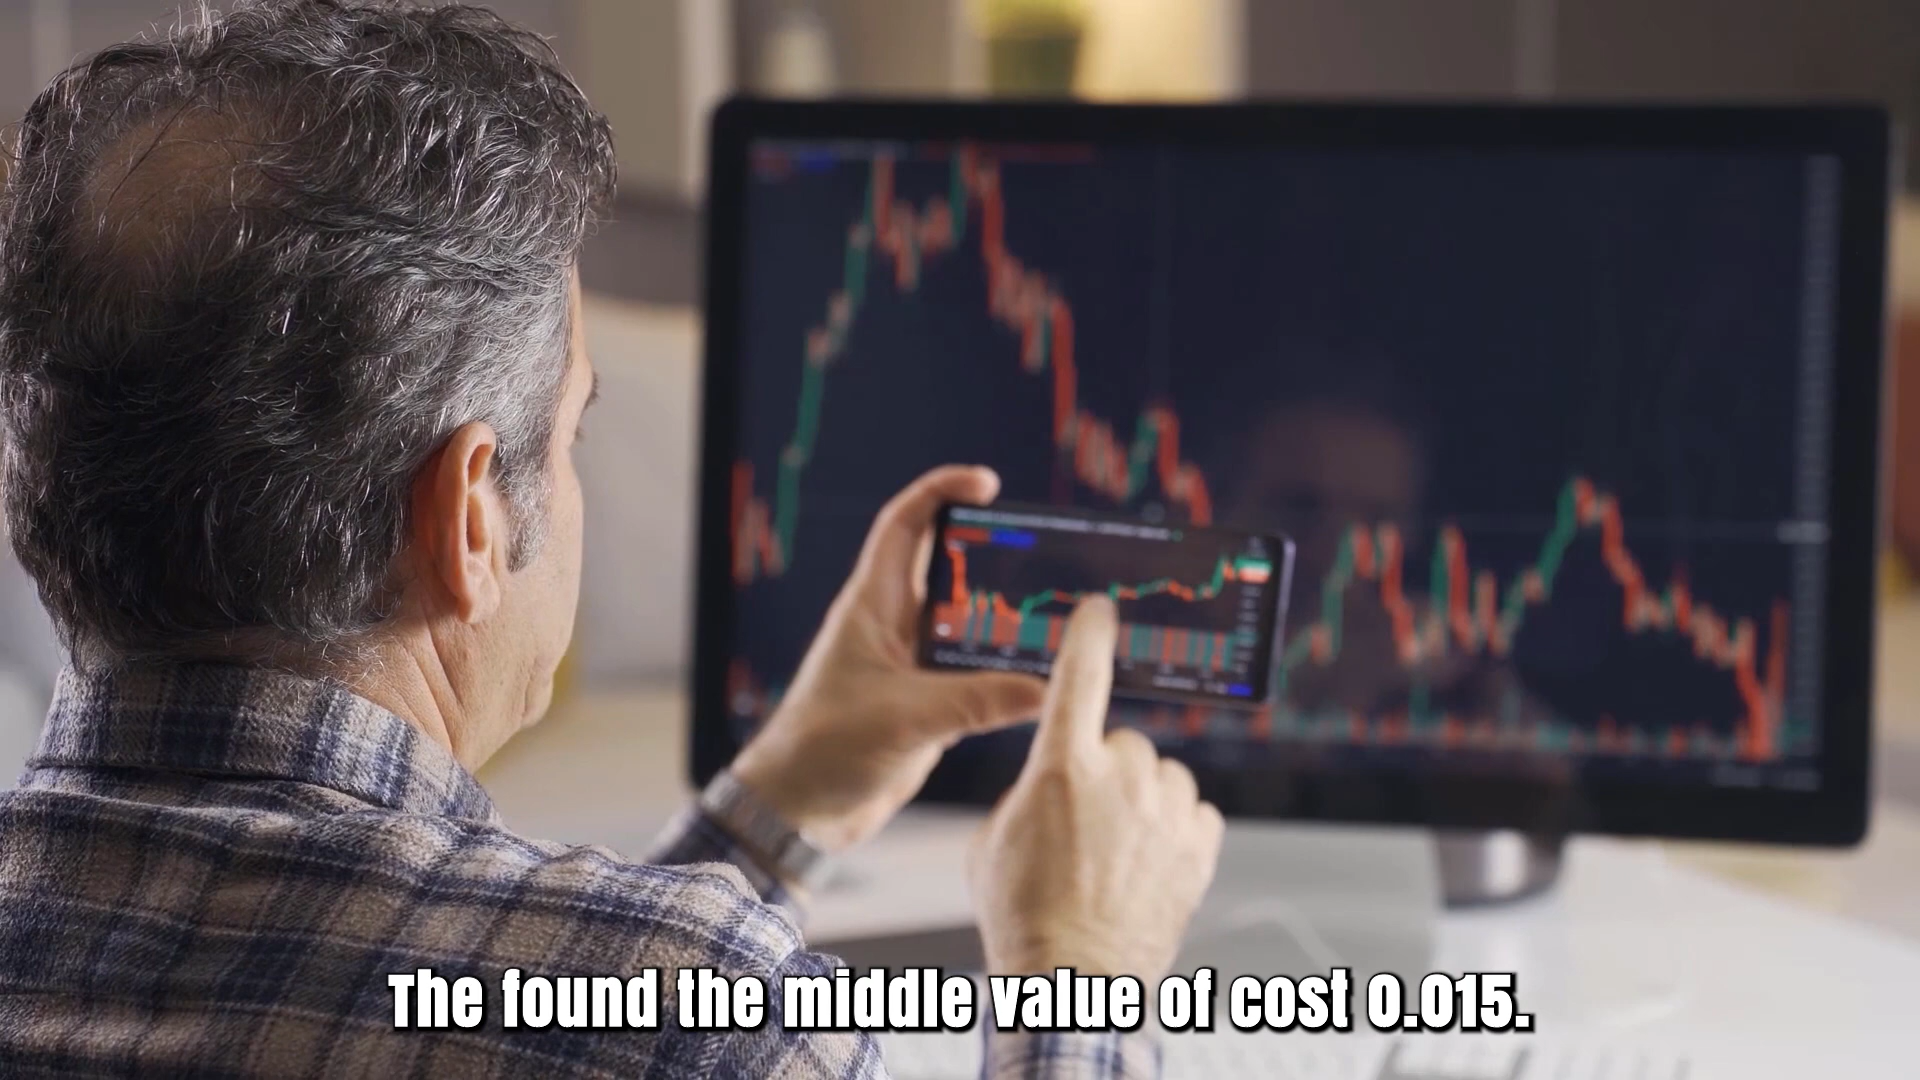 The found the middle value of cost 0.015.